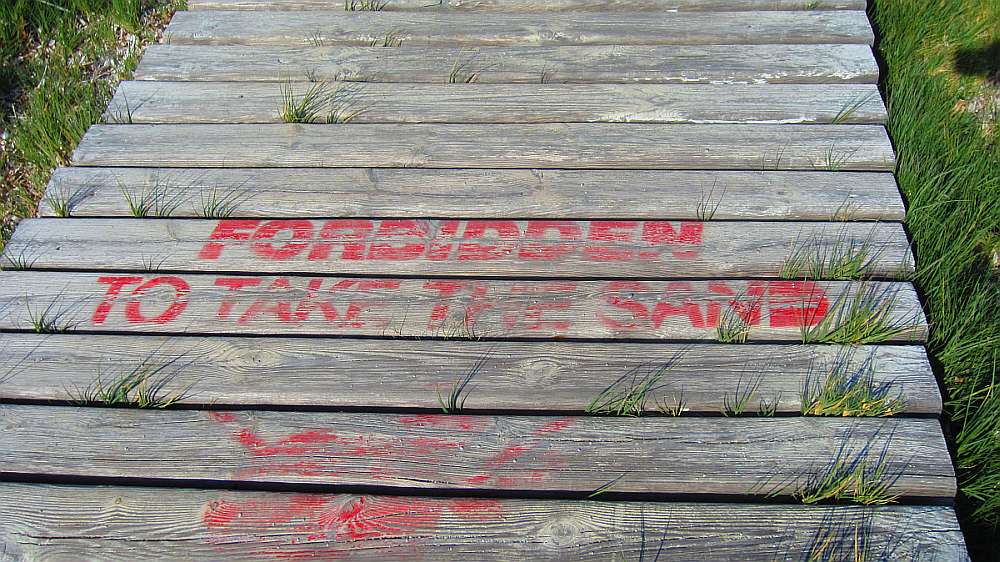 FORBIDDEN
TO TAKE THE SAND